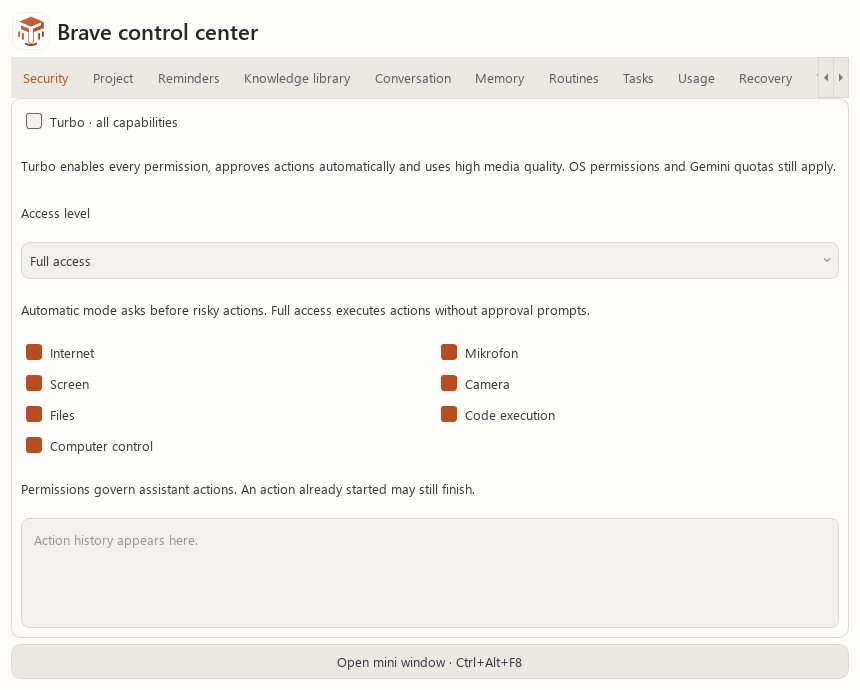 Brave control center
Security Project Reminders Knowledge library Conversation Memory Routines Tasks Usage Recovery
Turbo · all capabilities
Turbo enables every permission, approves actions automatically and uses high media quality. OS permissions and Gemini quotas still apply.
Access level
Full access
Automatic mode asks before risky actions. Full access executes actions without approval prompts.
Internet Mikrofon
Screen Camera
Files Code execution
Computer control
Permissions govern assistant actions. An action already started may still finish.
Action history appears here.
Open mini window · Ctrl+Alt+F8